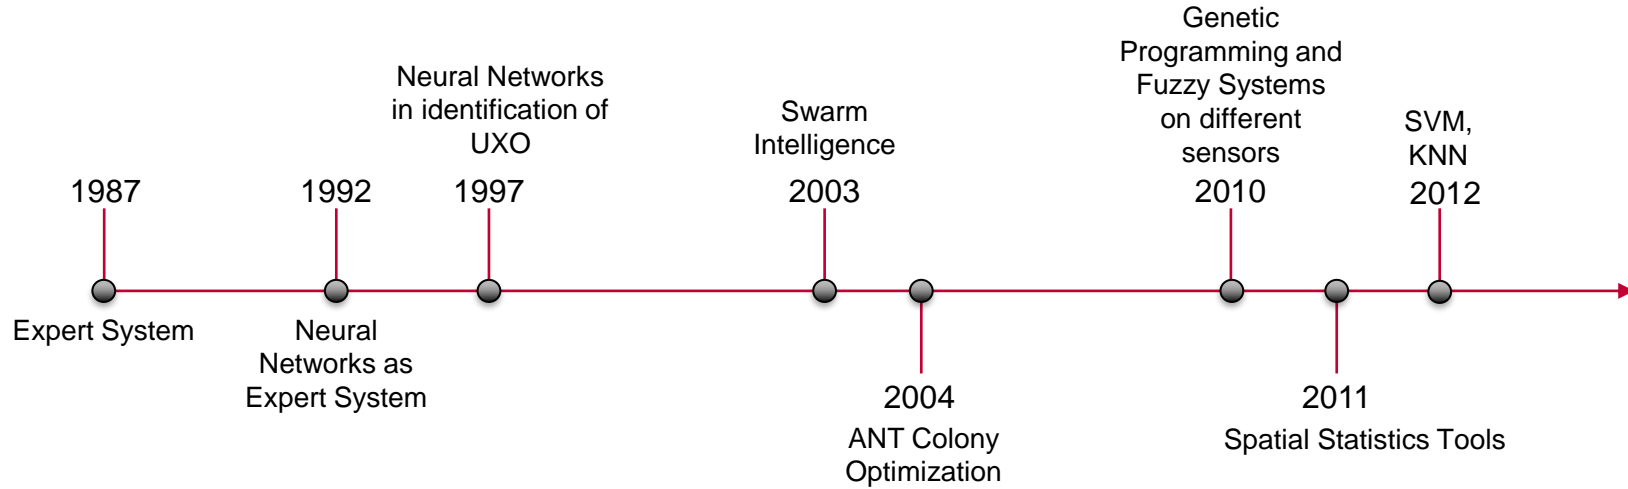 1987
Expert System
1992
Neural
Networks as
Expert System
Neural Networks
in identification of
UXO
1997
Swarm
Intelligence
2003
2004
ANT Colony
Optimization
Genetic
Programming and
Fuzzy Systems
on different
sensors
2010
2011
Spatial Statistics Tools
SVM,
KNN
2012